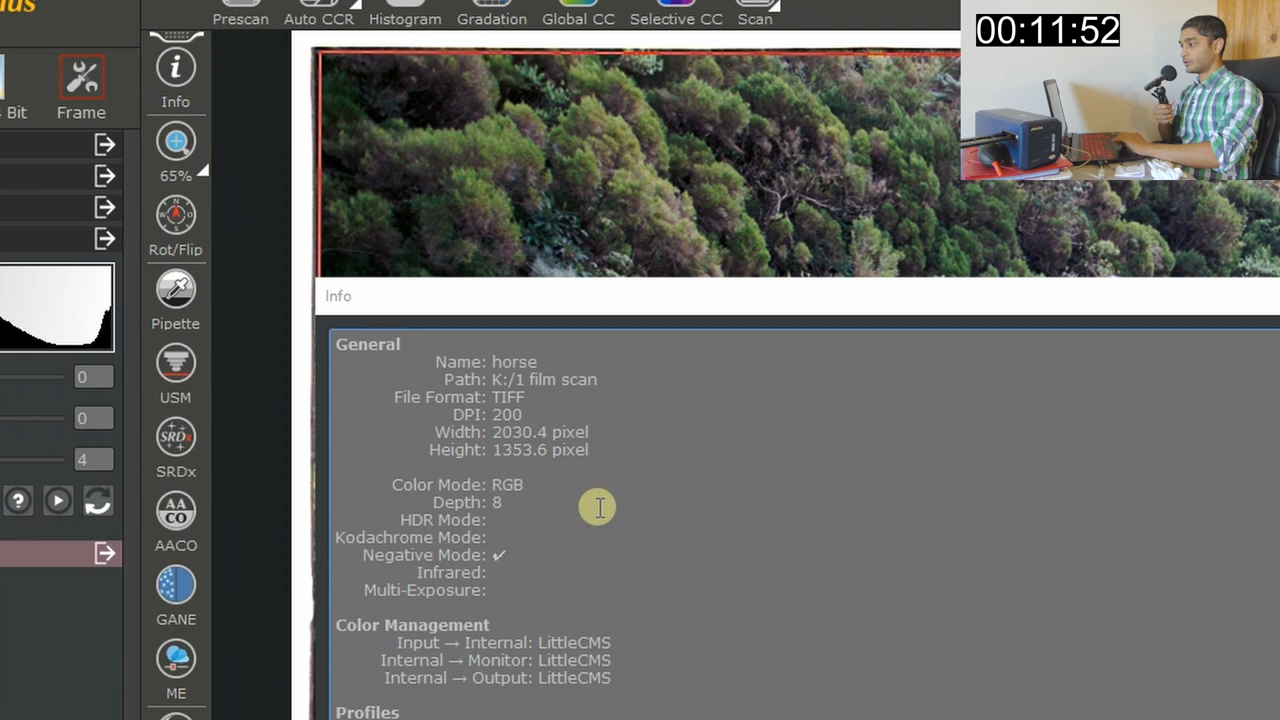 Prescan
Auto CCR
Histogram
Gradation
Global CC
Selective CC
Scan
00:11:52
Bit
Frame
Info
65%
Rot/Flip
Pipette
USM
SRDx
SRDx
AA
CO
AACO
GANE
ME
0
0
4
Info
General
Name: horse
Path: K:/1 film scan
File Format: TIFF
DPI: 200
Width: 2030.4 pixel
Height: 1353.6 pixel
Color Mode: RGB
Depth: 8
HDR Mode:
Kodachrome Mode:
Negative Mode: ✔
Infrared:
Multi-Exposure:
Color Management
Input → Internal: LittleCMS
Internal → Monitor: LittleCMS
Internal → Output: LittleCMS
Profiles